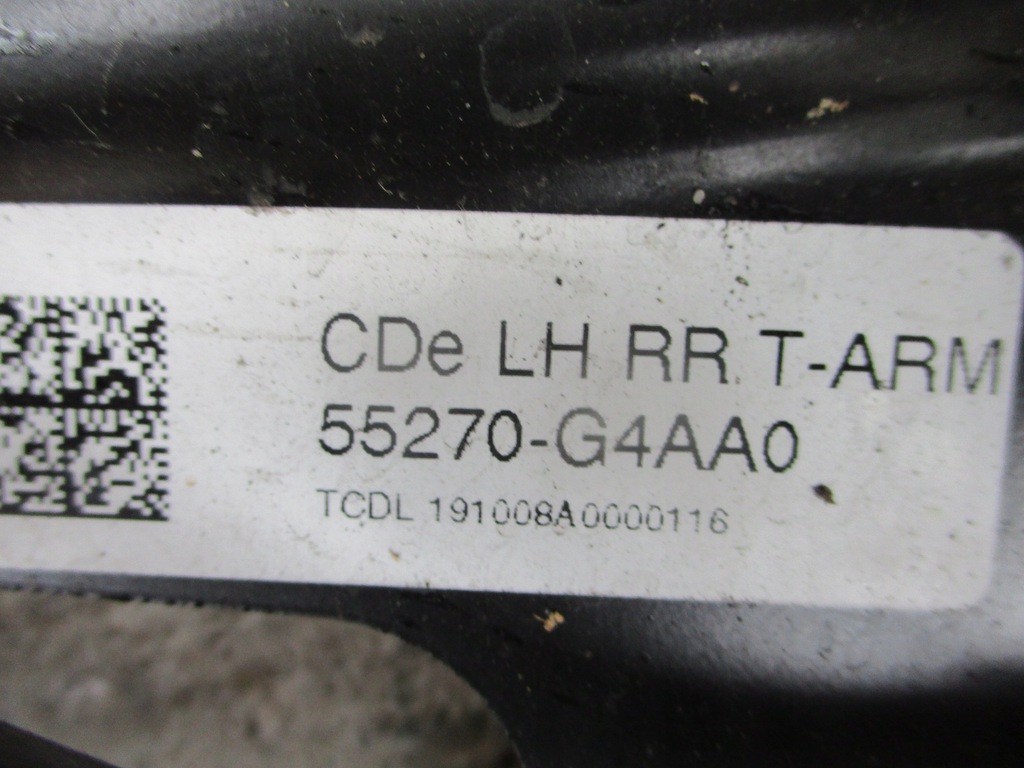 CDe LH RR T-ARM
55270-G4AA0
TCDL 191008A0000116